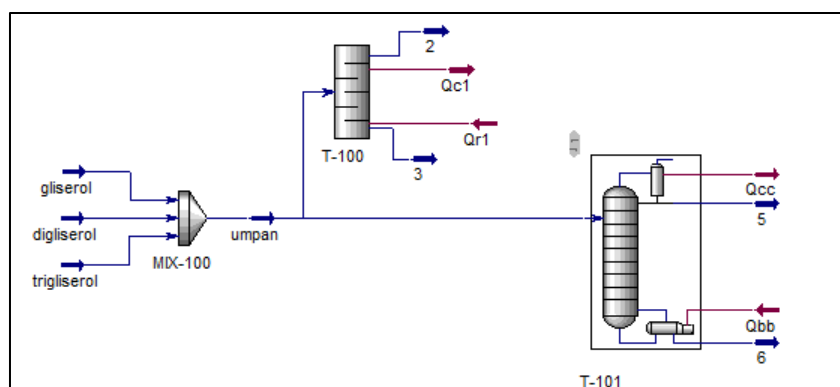 2
Qc1
Qr1
T-100
3
gliserol
digliserol
trigliserol
MIX-100
umpan
Qcc
5
Qbb
6
T-101